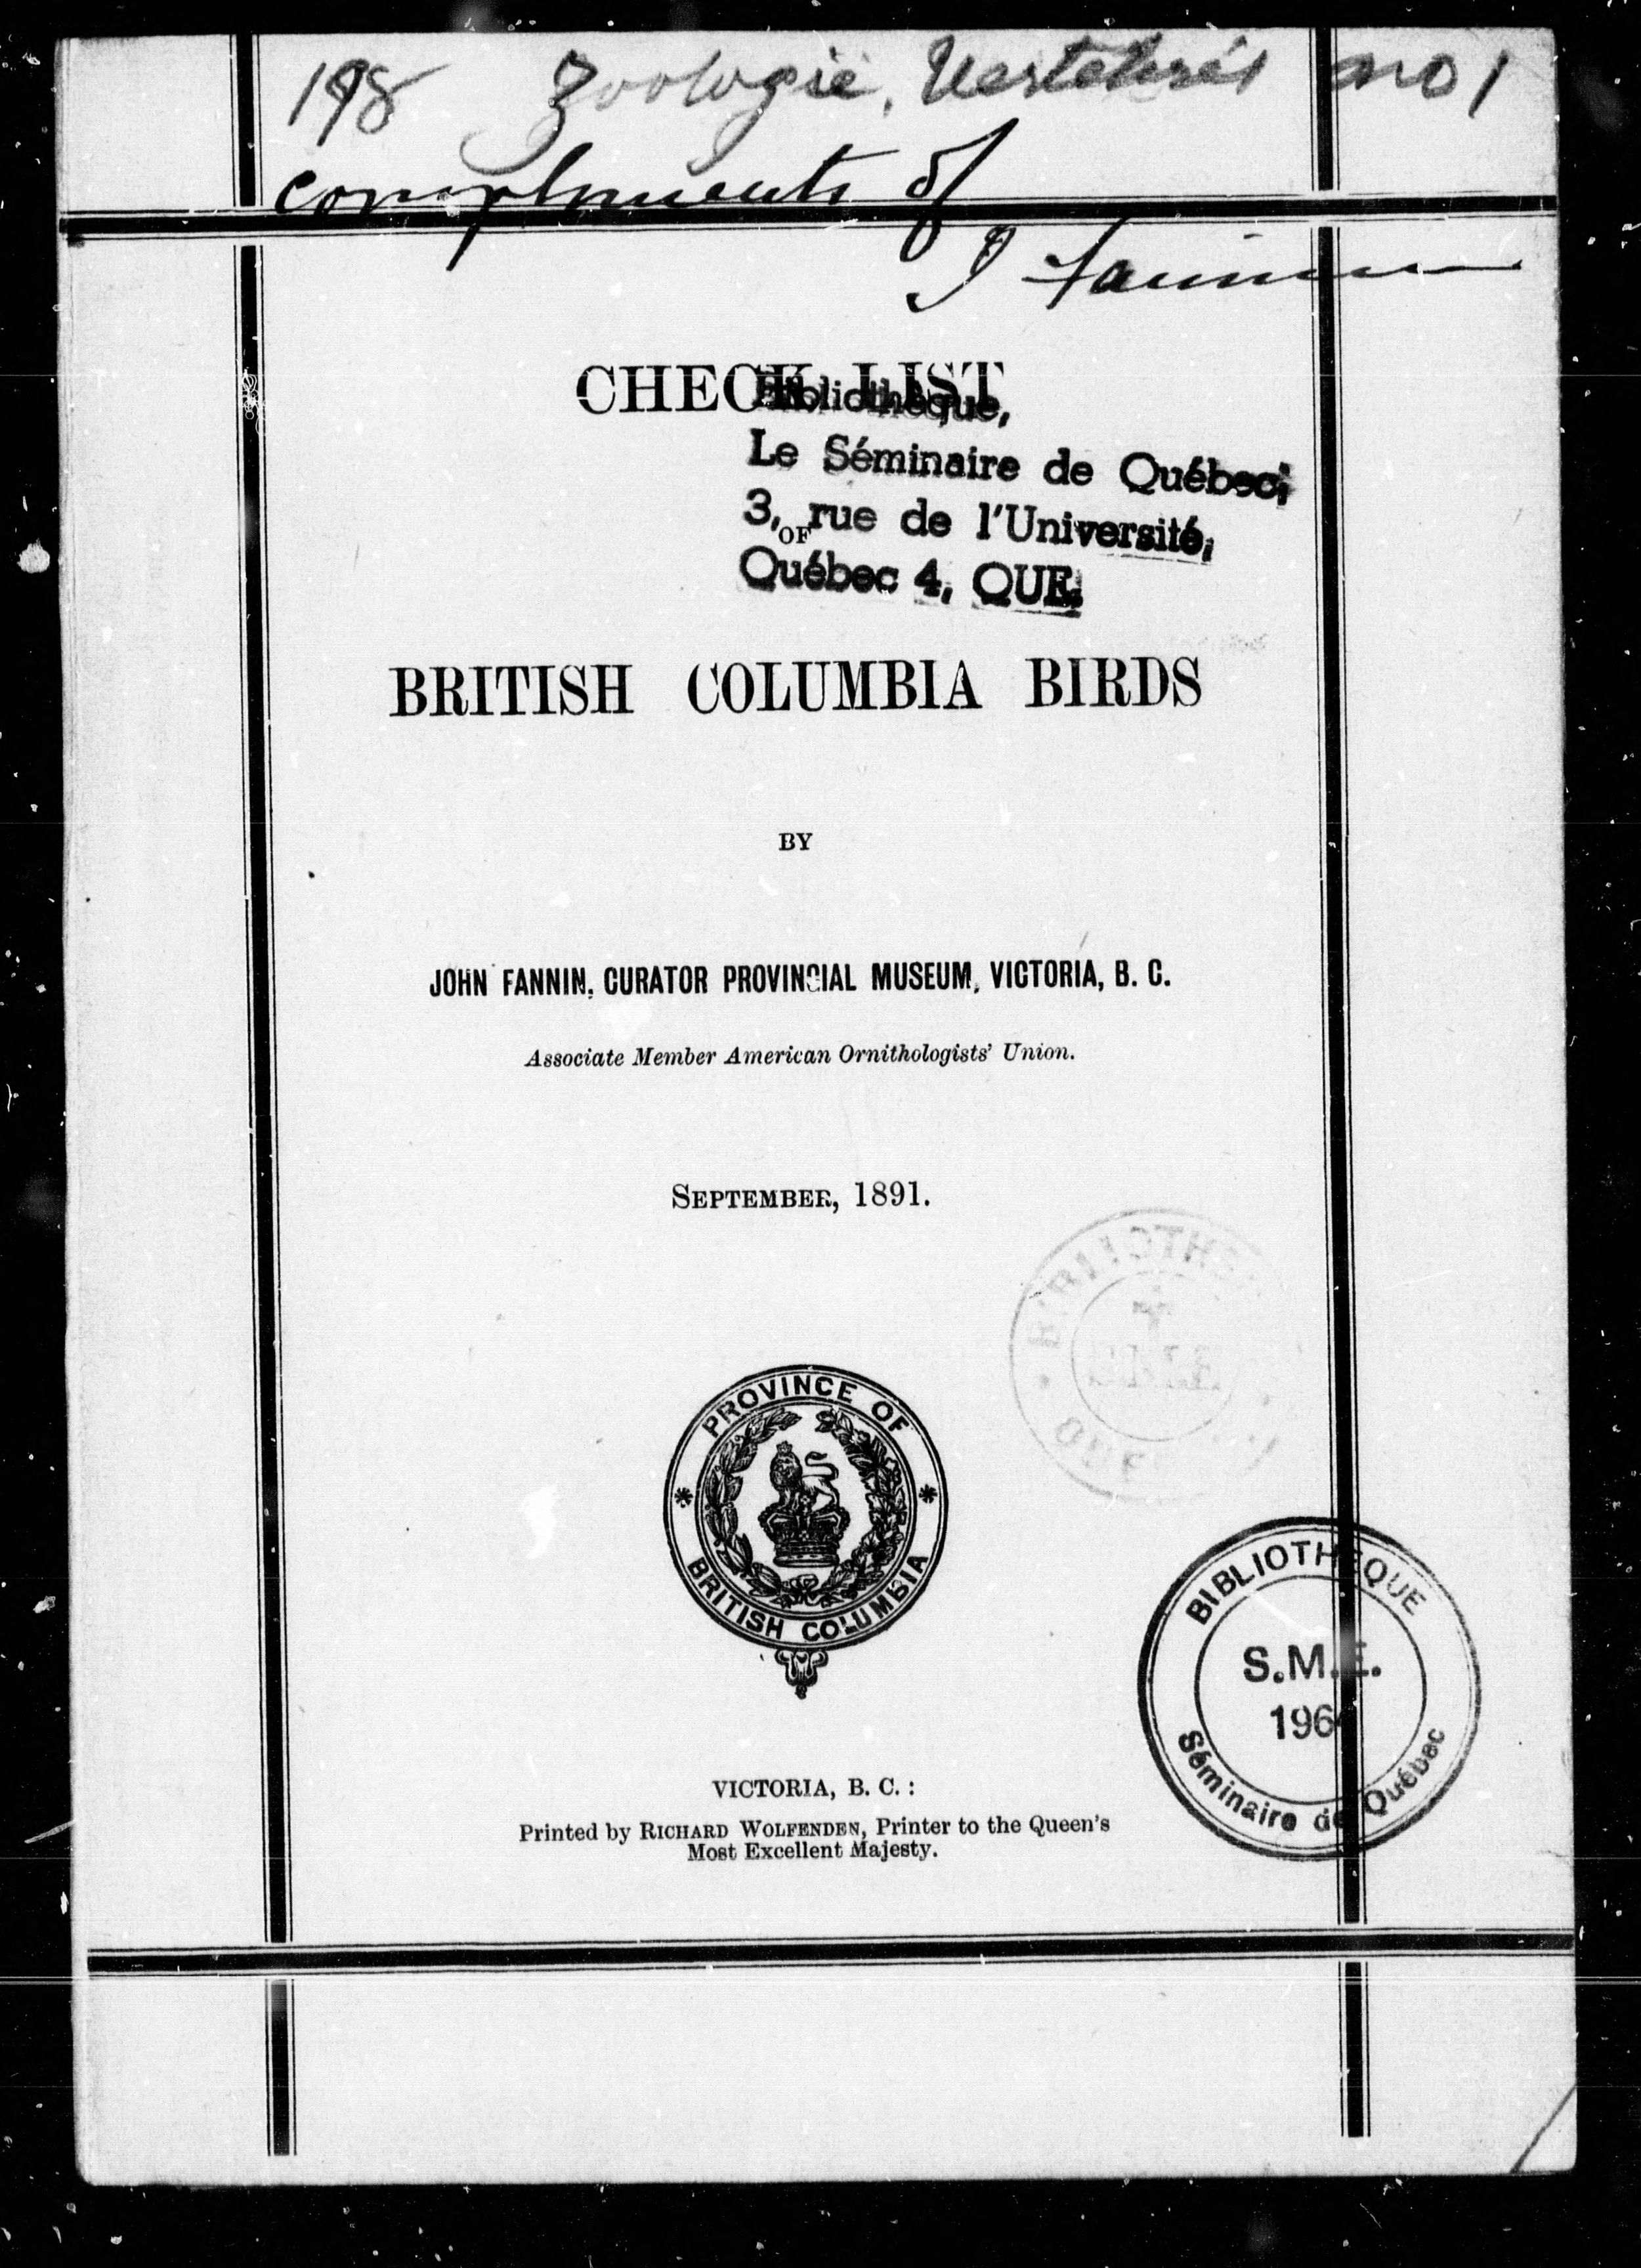 198 Zoologie, Vertébrés no 1
compliments of
J Fannin
CHECK LIST
Bibliothèque,
Le Séminaire de Québec,
3, rue de l'Université,
OF
Québec 4, QUE.
BRITISH COLUMBIA BIRDS
BY
JOHN FANNIN, CURATOR PROVINCIAL MUSEUM, VICTORIA, B. C.
Associate Member American Ornithologists' Union.
SEPTEMBER, 1891.
PROVINCE OF
BRITISH COLUMBIA
BIBLIOTHÈQUE
S.M.E.
Séminaire de Québec
VICTORIA, B. C. :
Printed by RICHARD WOLFENDEN, Printer to the Queen's
Most Excellent Majesty.